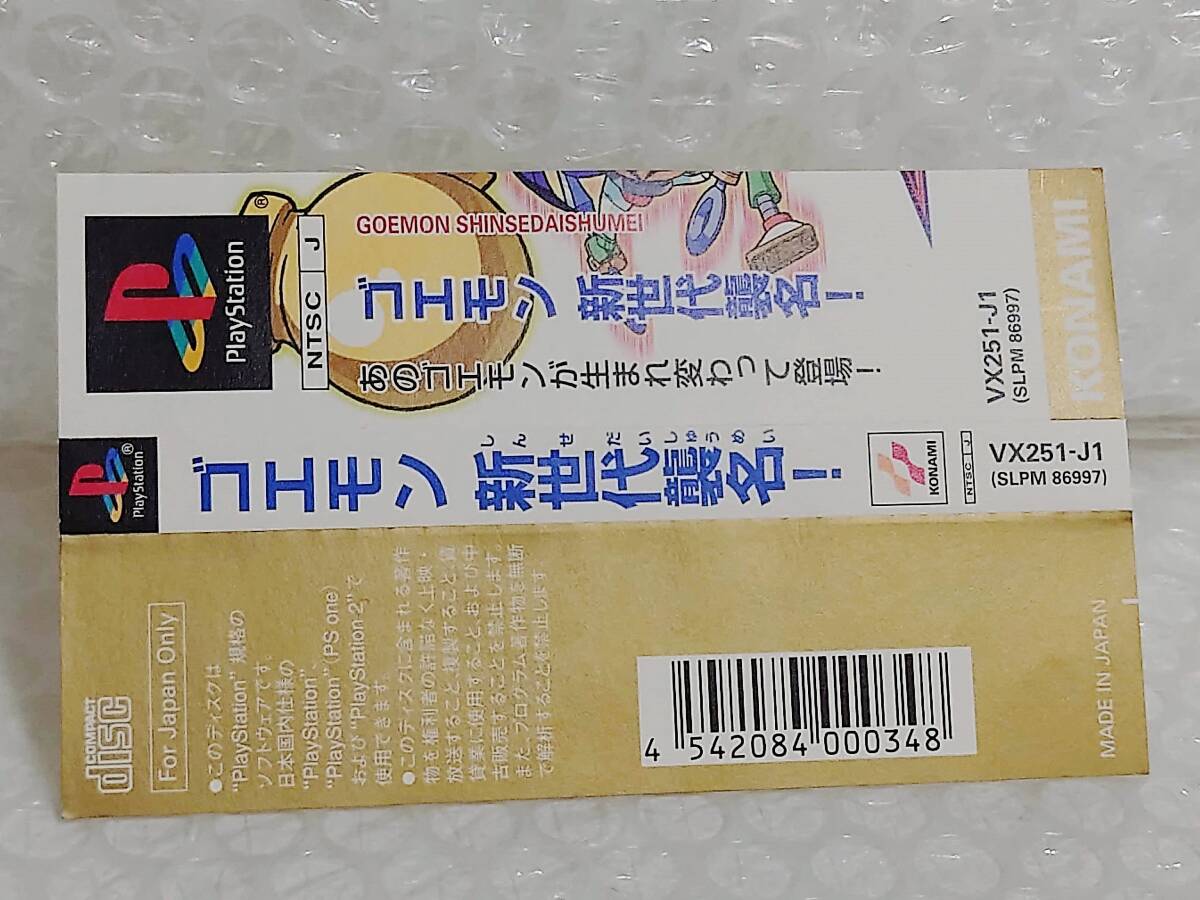 PlayStation
®
NTSC J
GOEMON SHINSEDAISHUMEI
ゴエモン 新世代襲名!
あのゴエモンが生まれ変わって登場!
VX251-J1
(SLPM 86997)
KONAMI
PlayStation
®
しんせだいしゅうめい
ゴエモン 新世代襲名!
KONAMI
NTSC J
VX251-J1
(SLPM 86997)
COMPACT
disc
For Japan Only
●このディスクは
“PlayStation” 規格の
ソフトウェアです。
日本国内仕様の
“PlayStation”、
“PlayStation” (PS one)
および “PlayStation 2” で
使用できます。
●このディスクに含まれる著作
物を権利者の許諾なく上映・
放送すること、複製すること、賃
貸業に使用すること、および中
古販売することを禁止します。
また、プログラム著作物を無断
で解析することを禁止します。
4 542084 000348
MADE IN JAPAN